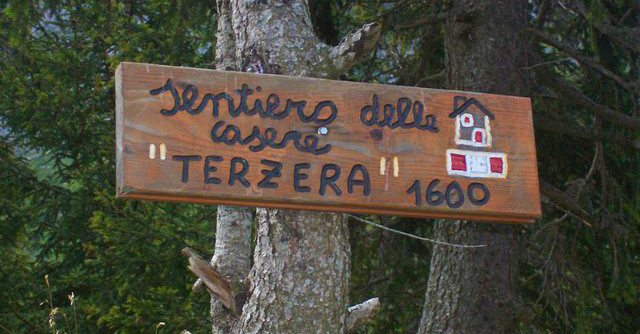 Sentiero delle
casere
"TERZERA" 1600